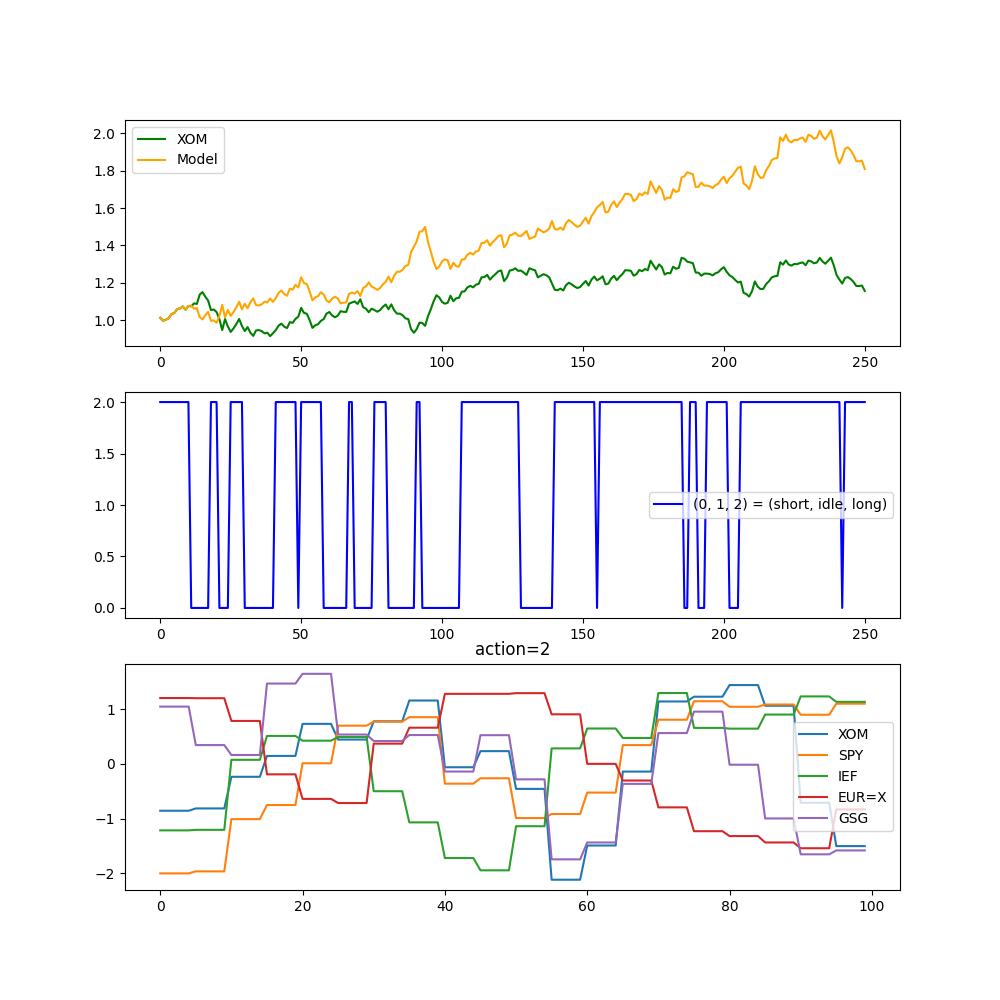 2.0
1.8
1.6
1.4
1.2
1.0
XOM
Model
0 50 100 150 200 250
2.0
1.5
1.0
0.5
0.0
(0, 1, 2) = (short, idle, long)
0 50 100 150 200 250
action=2
1
0
−1
−2
XOM
SPY
IEF
EUR=X
GSG
0 20 40 60 80 100